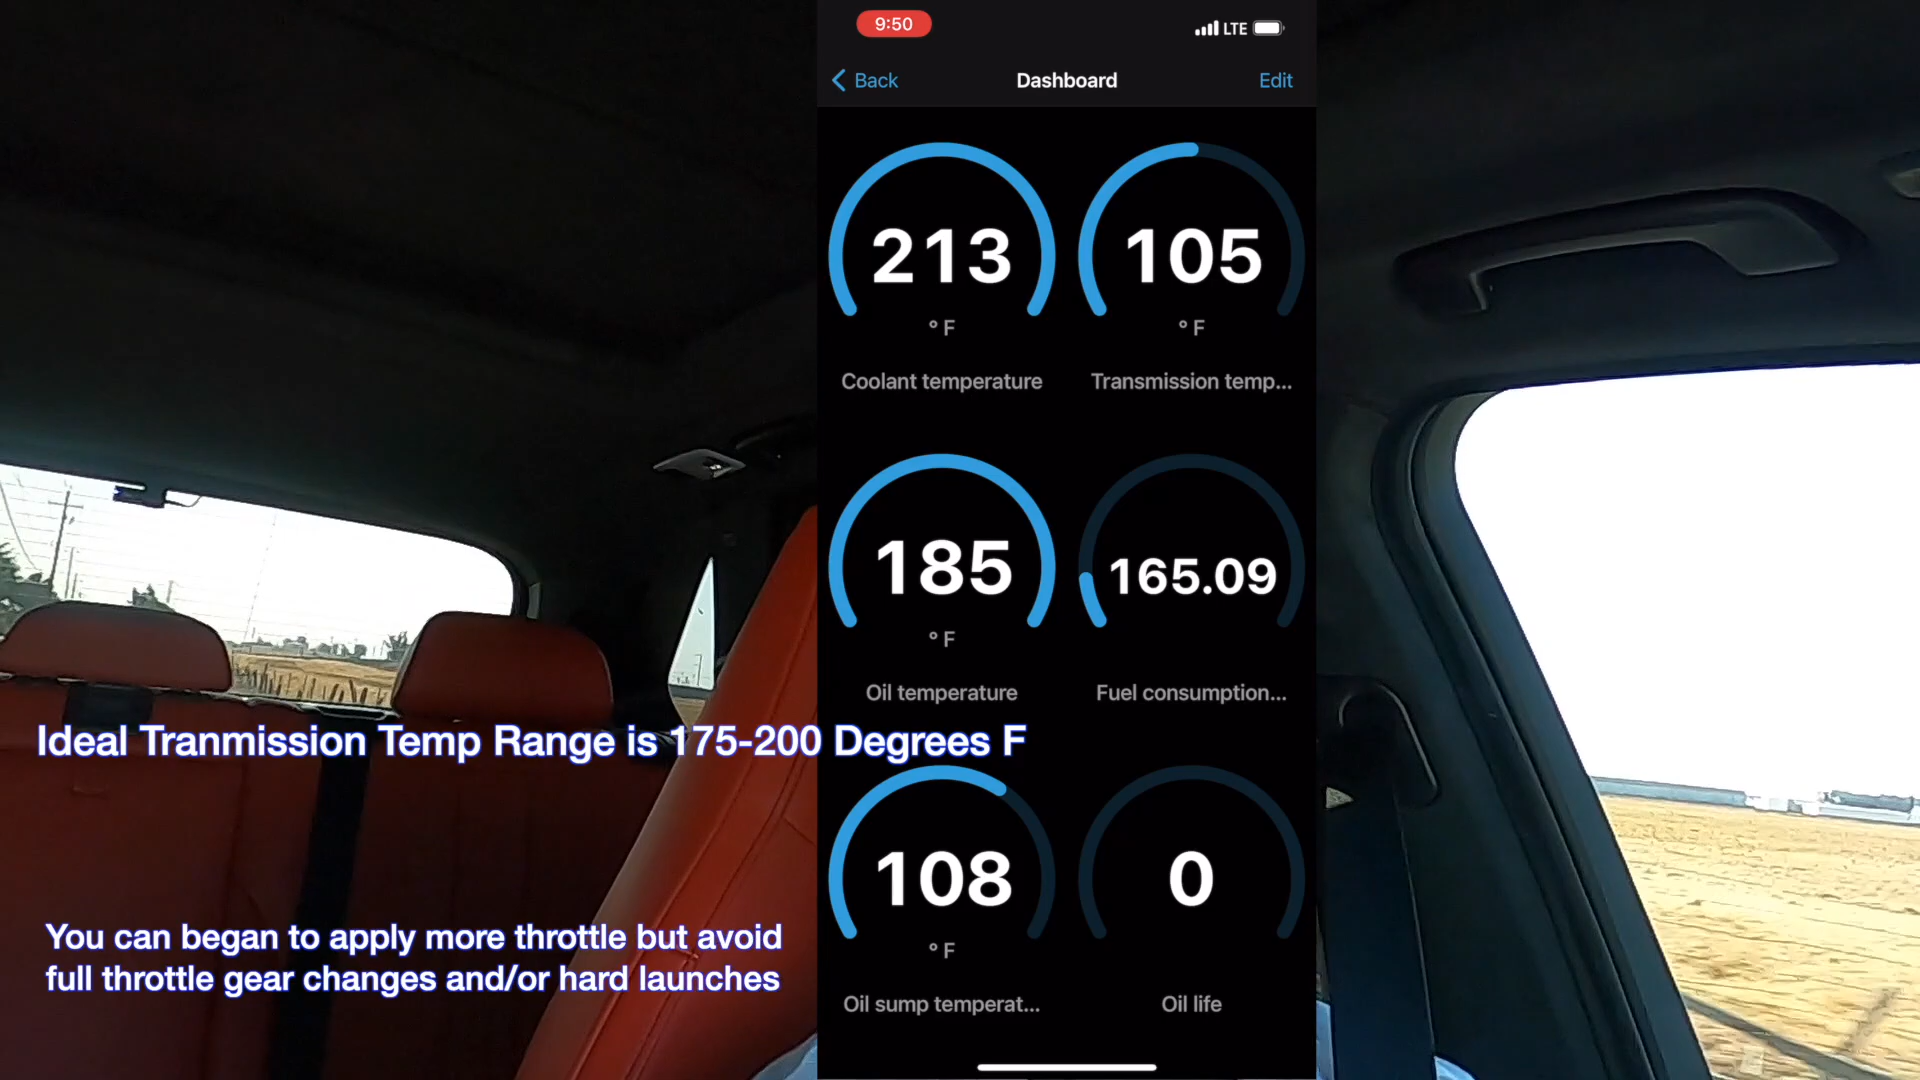 9:50
LTE
Back
Dashboard
Edit
213
105
° F
° F
Coolant temperature
Transmission temp...
185
165.09
° F
Oil temperature
Fuel consumption...
Ideal Tranmission Temp Range is 175-200 Degrees F
108
0
You can began to apply more throttle but avoid
full throttle gear changes and/or hard launches
° F
Oil sump temperat...
Oil life